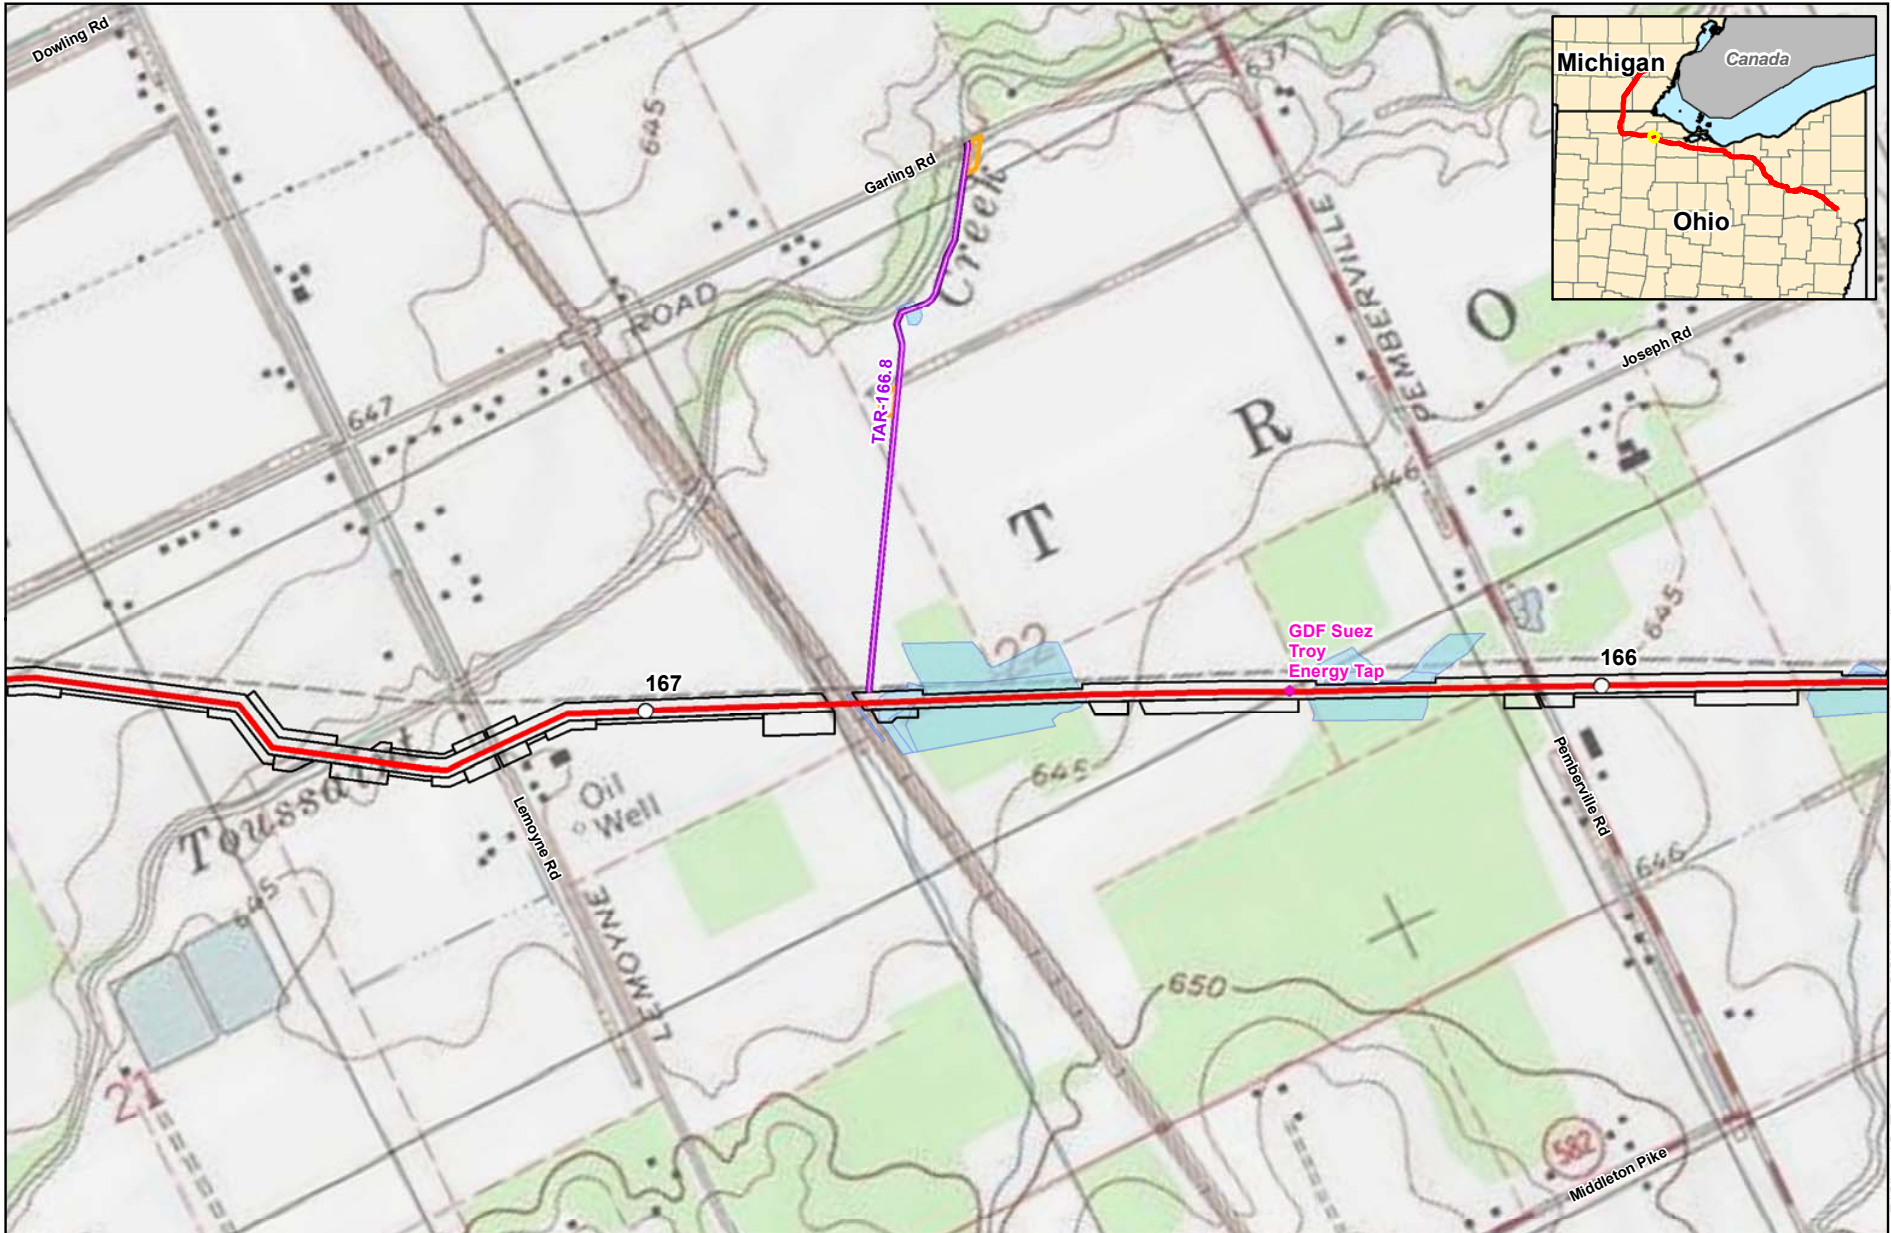 Dowling Rd
Michigan
Canada
Ohio
637
645
Garling Rd
Creek
ROAD
PEMBERVILLE
O
Joseph Rd
647
TAR-166.8
R
T
646
645
22
GDF Suez
Troy
Energy Tap
166
167
Toussaint
Oil
Well
645
Lemoyne Rd
Pemberville Rd
646
645
LEMOYNE
650
21
582
Middleton Pike